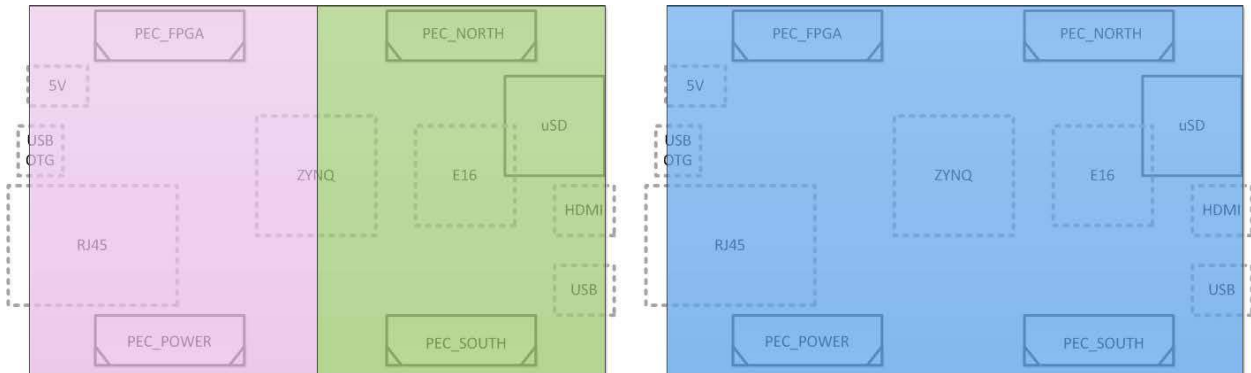 PEC_FPGA
PEC_NORTH
5V
uSD
USB
OTG
ZYNQ
E16
HDMI
RJ45
USB
PEC_POWER
PEC_SOUTH
PEC_FPGA
PEC_NORTH
5V
uSD
USB
OTG
ZYNQ
E16
HDMI
RJ45
USB
PEC_POWER
PEC_SOUTH